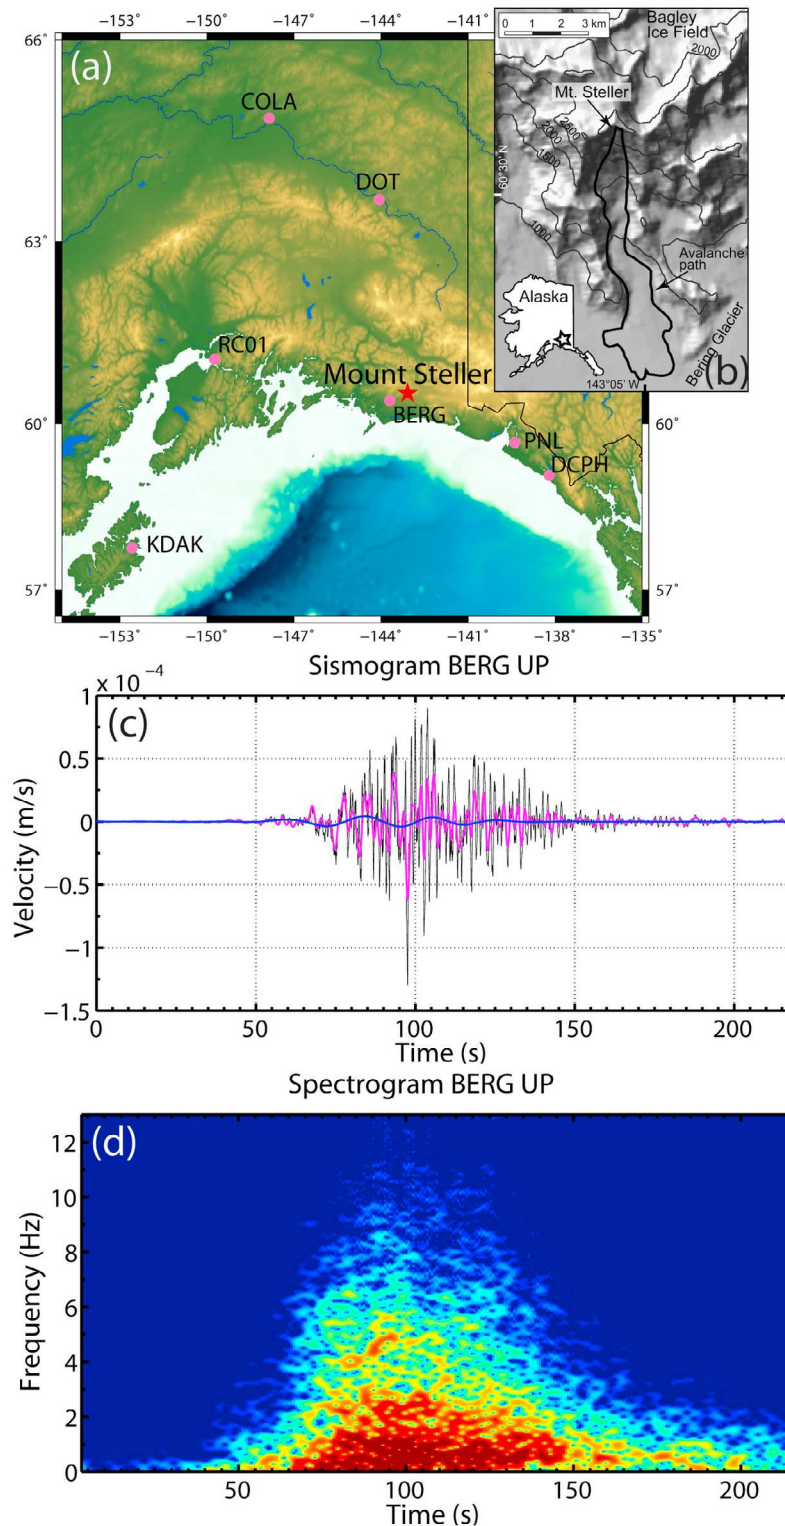 (a)
66˚
63˚
57˚
−153˚ −150˚ −147˚ −144˚ −141˚
COLA
DOT
RC01
Mount Steller
BERG
PNL
DCPH
KDAK
60˚ 60˚
57˚
−153˚ −150˚ −147˚ −144˚ −141˚ −138˚ −135˚
0 1 2 3 km
Bagley
Ice Field
2000
Mt. Steller
2500
2000
1500
1000
60°30' N
Avalanche
path
Alaska
Bering Glacier
143°05' W
(b)
Sismogram BERG UP
x 10−4
(c)
Velocity (m/s)
1
0.5
0
−0.5
−1
−1.5
0 50 100 150 200
Time (s)
Spectrogram BERG UP
(d)
Frequency (Hz)
12
10
8
6
4
2
0
50 100 150 200
Time (s)